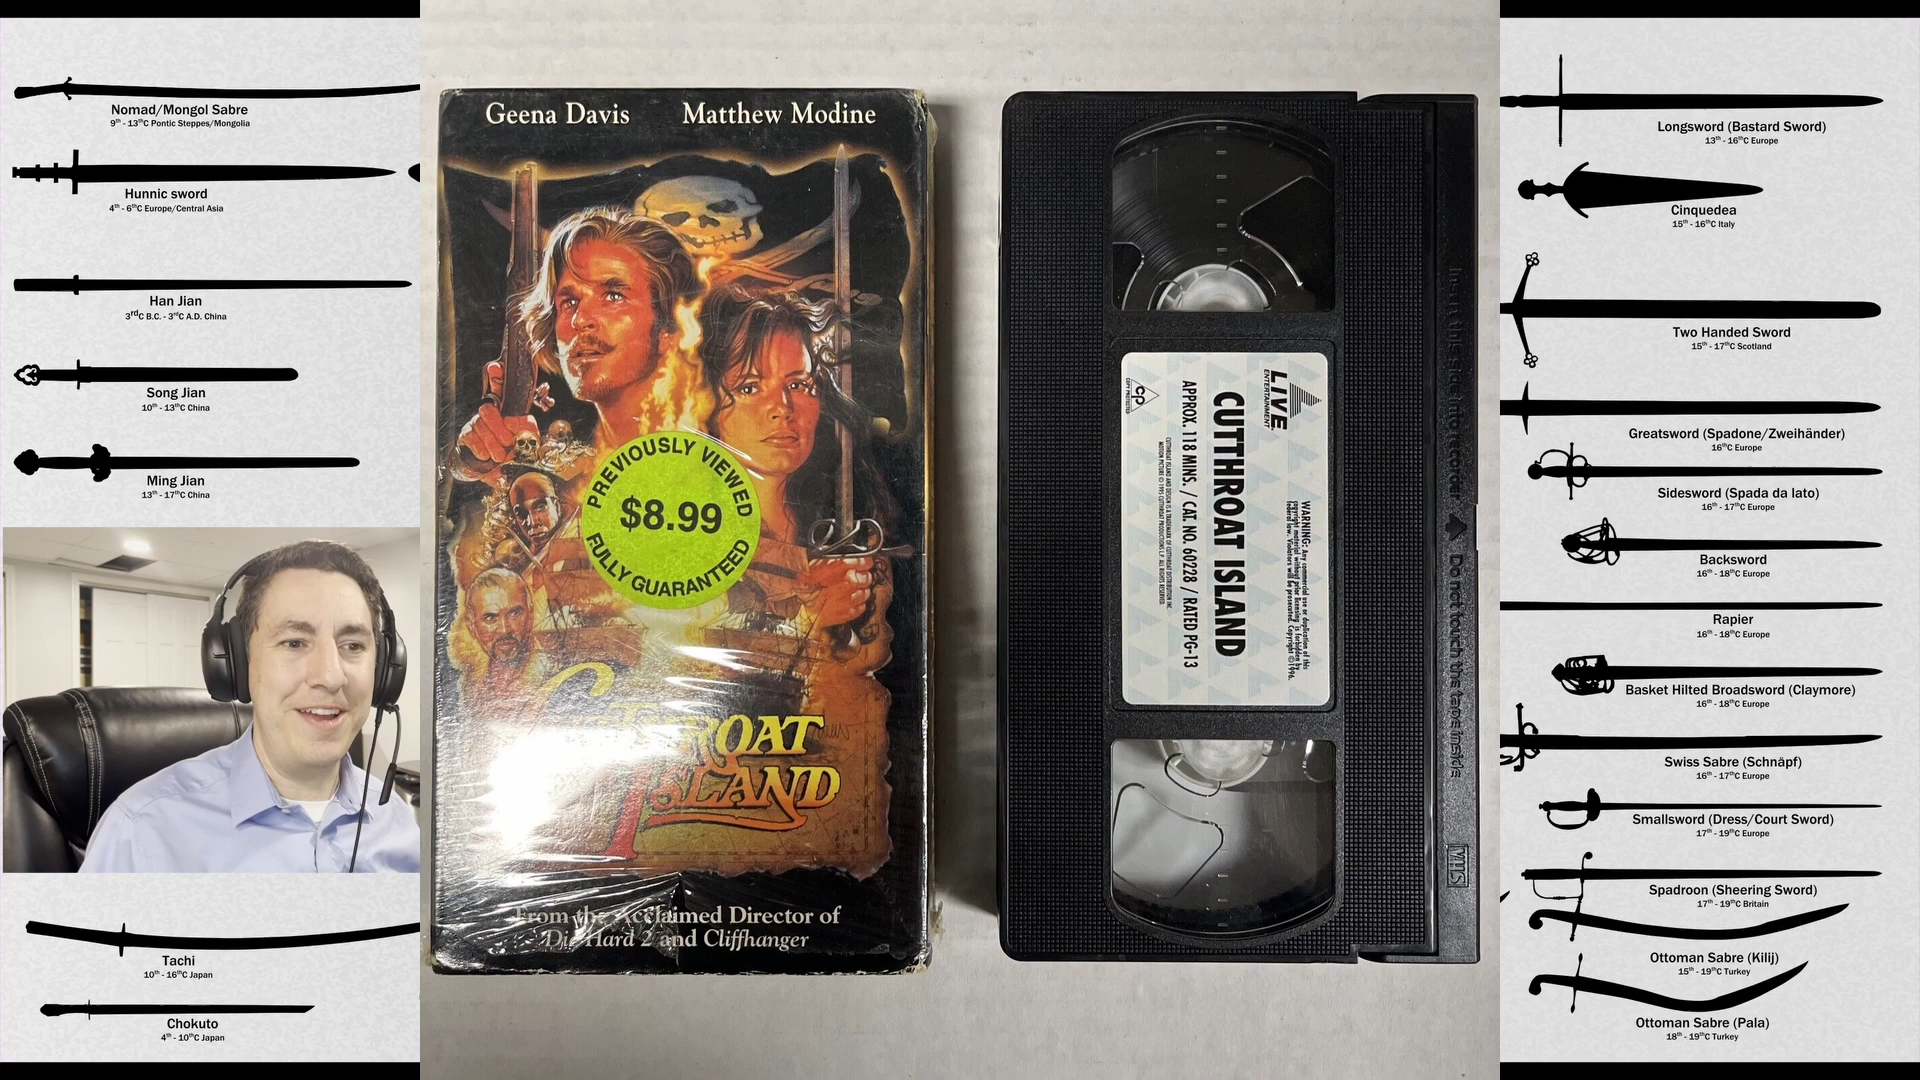 Nomad/Mongol Sabre
9th - 13thC Pontic Steppes/Mongolia
Hunnic sword
4th - 6thC Europe/Central Asia
Han Jian
3rdC B.C. - 3rdC A.D. China
Song Jian
10th - 13thC China
Ming Jian
13th - 17thC China
Tachi
10th - 16thC Japan
Chokuto
4th - 10thC Japan
Geena Davis Matthew Modine
PREVIOUSLY VIEWED
$8.99
FULLY GUARANTEED
ISLAND
From the Acclaimed Director of
Die Hard 2 and Cliffhanger
LIVE
ENTERTAINMENT
CUTTHROAT ISLAND
APPROX. 118 MINS. / CAT. NO. 60228 / RATED PG-13
CP
COPY PROTECTED
Do not touch the tape inside
VHS
Longsword (Bastard Sword)
13th - 16thC Europe
Cinquedea
15th - 16thC Italy
Two Handed Sword
15th - 17thC Scotland
Greatsword (Spadone/Zweihänder)
16thC Europe
Sidesword (Spada da lato)
16th - 17thC Europe
Backsword
16th - 18thC Europe
Rapier
16th - 18thC Europe
Basket Hilted Broadsword (Claymore)
16th - 18thC Europe
Swiss Sabre (Schnäpf)
16th - 17thC Europe
Smallsword (Dress/Court Sword)
17th - 19thC Europe
Spadroon (Sheering Sword)
17th - 19thC Britain
Ottoman Sabre (Kilij)
15th - 19thC Turkey
Ottoman Sabre (Pala)
18th - 19thC Turkey